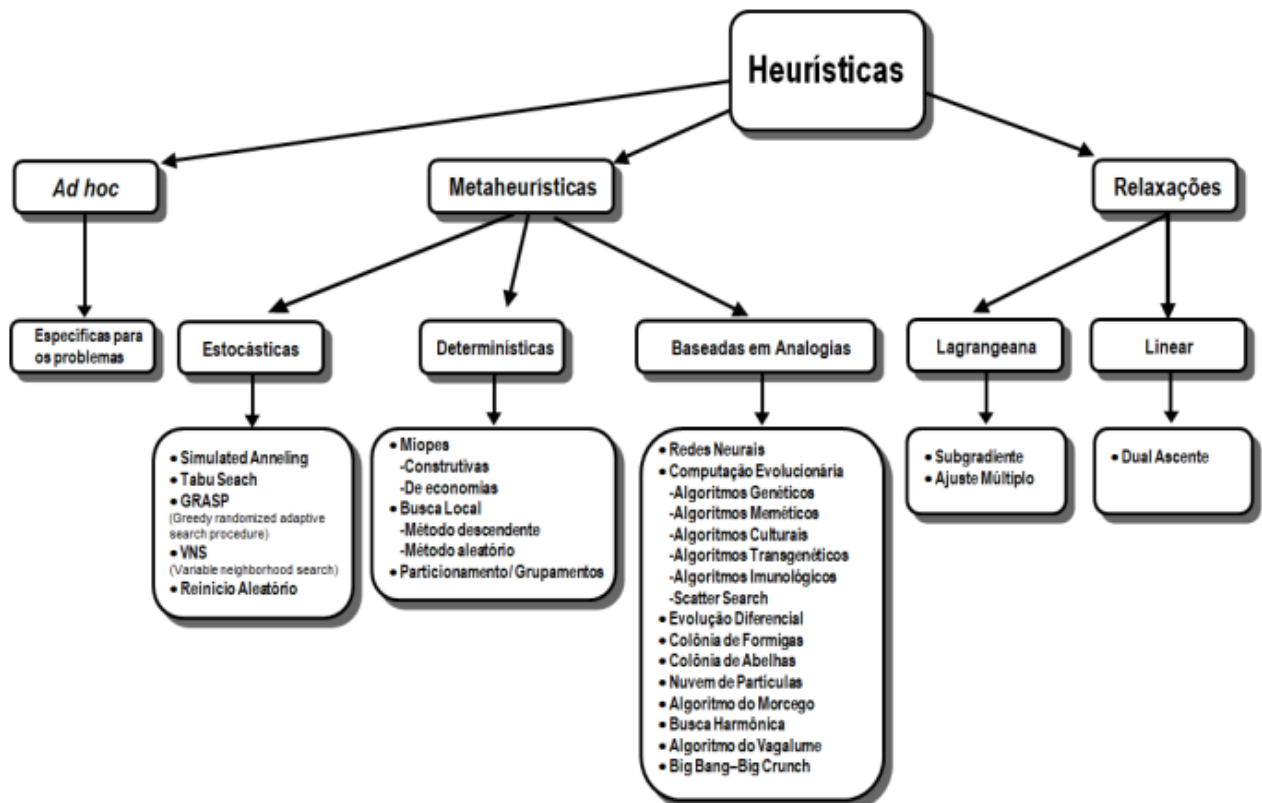 Heurísticas
Ad hoc
Metaheurísticas
Relaxações
Específicas para
os problemas
Estocásticas
Determinísticas
Baseadas em Analogias
Lagrangeana
Linear
• Simulated Anneling
• Tabu Seach
• GRASP
(Greedy randomized adaptive
search procedure)
• VNS
(Variable neighborhood search)
• Reinicio Aleatório
• Miopes
-Construtivas
-De economias
• Busca Local
-Método descendente
-Método aleatório
• Particionamento/Grupamentos
• Redes Neurais
• Computação Evolucionária
-Algoritmos Genéticos
-Algoritmos Meméticos
-Algoritmos Culturais
-Algoritmos Transgenéticos
-Algoritmos Imunológicos
-Scatter Search
• Evolução Diferencial
• Colônia de Formigas
• Colônia de Abelhas
• Nuvem de Partículas
• Algoritmo do Morcego
• Busca Harmônica
• Algoritmo do Vagalume
• Big Bang–Big Crunch
• Subgradiente
• Ajuste Múltiplo
• Dual Ascente